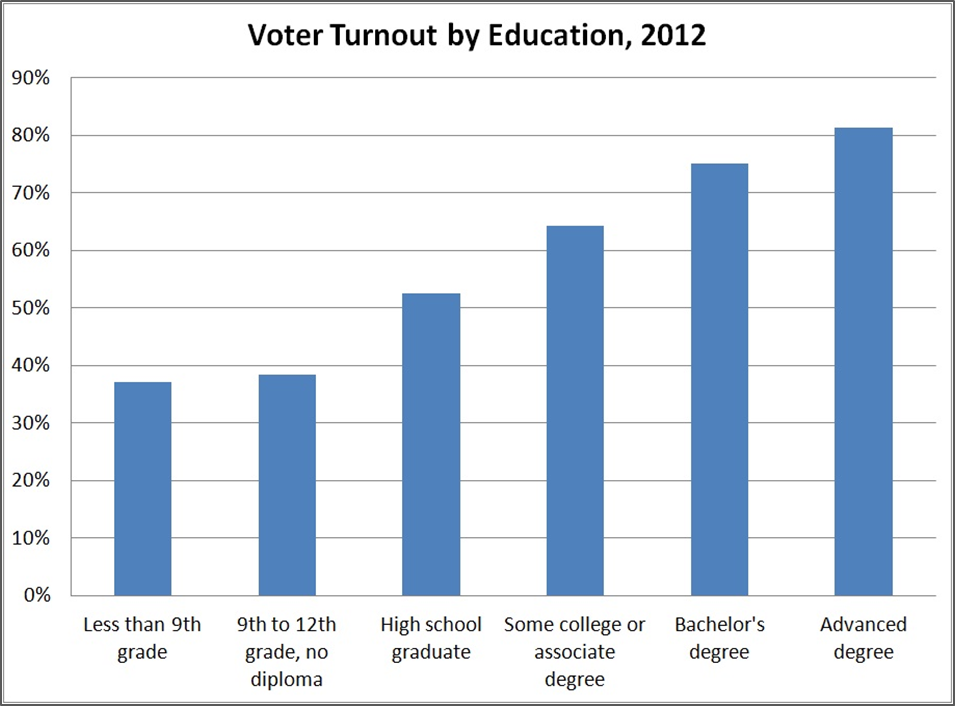 Voter Turnout by Education, 2012
90%
80%
70%
60%
50%
40%
30%
20%
10%
0%
Less than 9th
grade
9th to 12th
grade, no
diploma
High school
graduate
Some college or
associate
degree
Bachelor's
degree
Advanced
degree